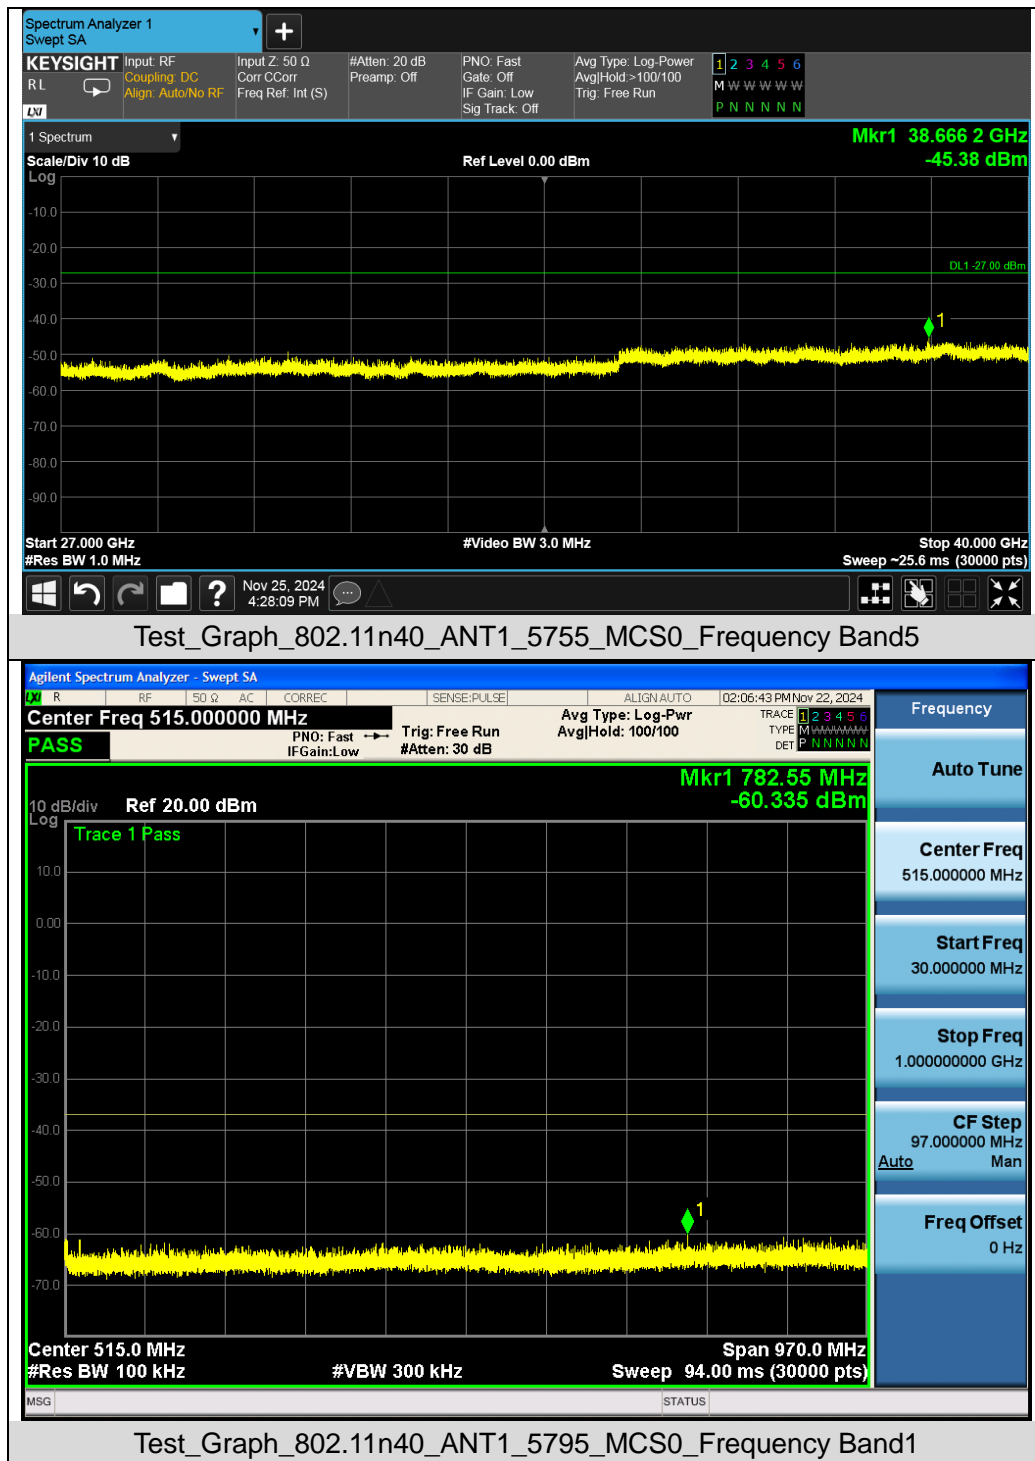 Spectrum Analyzer 1
Swept SA
KEYSIGHT
R L
LXI
Input: RF
Coupling: DC
Align: Auto/No RF
Input Z: 50 Ω
Corr CCorr
Freq Ref: Int (S)
#Atten: 20 dB
Preamp: Off
PNO: Fast
Gate: Off
IF Gain: Low
Sig Track: Off
Avg Type: Log-Power
Avg|Hold:>100/100
Trig: Free Run
1 2 3 4 5 6
M W W W W W
P N N N N N
1 Spectrum
Mkr1 38.666 2 GHz
-45.38 dBm
Scale/Div 10 dB
Ref Level 0.00 dBm
Log
-10.0
-20.0
DL1 -27.00 dBm
-30.0
-40.0
1
-50.0
-60.0
-70.0
-80.0
-90.0
Start 27.000 GHz
#Video BW 3.0 MHz
Stop 40.000 GHz
#Res BW 1.0 MHz
Sweep ~25.6 ms (30000 pts)
Nov 25, 2024
4:28:09 PM
Test_Graph_802.11n40_ANT1_5755_MCS0_Frequency Band5
Agilent Spectrum Analyzer - Swept SA
LXI R RF 50 Ω AC CORREC SENSE:PULSE ALIGN AUTO 02:06:43 PM Nov 22, 2024
Center Freq 515.000000 MHz
PASS
PNO: Fast
IFGain:Low
Trig: Free Run
#Atten: 30 dB
Avg Type: Log-Pwr
Avg|Hold: 100/100
TRACE 1 2 3 4 5 6
TYPE M W W W W W
DET P N N N N N
Mkr1 782.55 MHz
-60.335 dBm
10 dB/div
Ref 20.00 dBm
Log
Trace 1 Pass
10.0
0.00
-10.0
-20.0
-30.0
-40.0
-50.0
1
-60.0
-70.0
Center 515.0 MHz
Span 970.0 MHz
#Res BW 100 kHz
#VBW 300 kHz
Sweep 94.00 ms (30000 pts)
MSG
STATUS
Frequency
Auto Tune
Center Freq
515.000000 MHz
Start Freq
30.000000 MHz
Stop Freq
1.000000000 GHz
CF Step
97.000000 MHz
Auto Man
Freq Offset
0 Hz
Test_Graph_802.11n40_ANT1_5795_MCS0_Frequency Band1